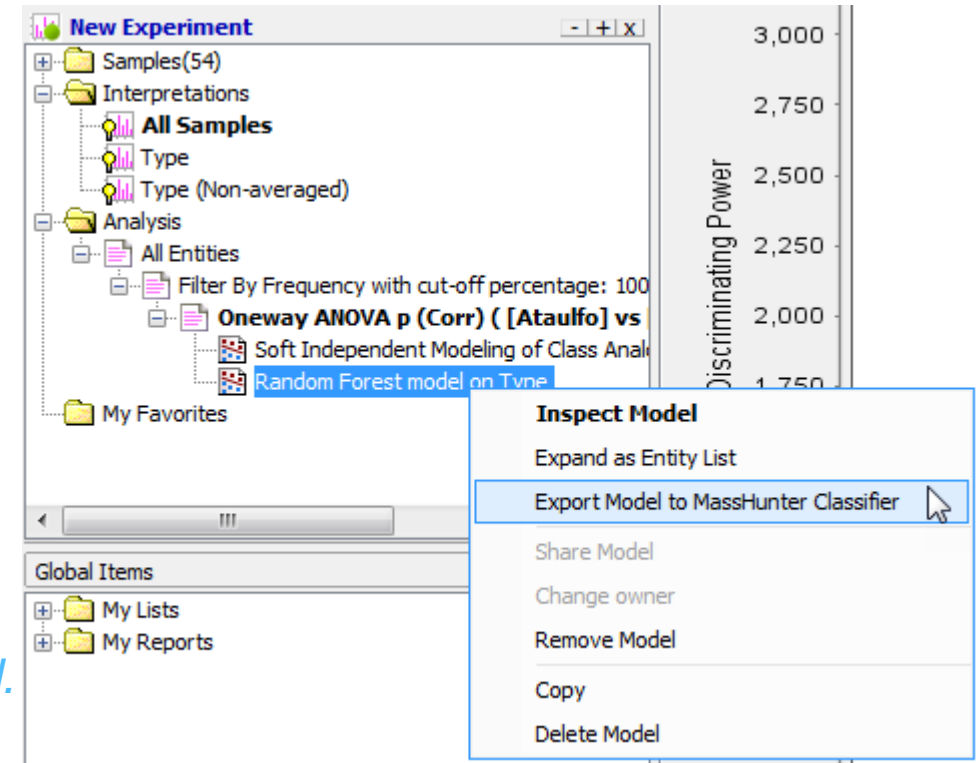 New Experiment
- + x
Samples(54)
Interpretations
All Samples
Type
Type (Non-averaged)
Analysis
All Entities
Filter By Frequency with cut-off percentage: 100
Oneway ANOVA p (Corr) ( [Ataulfo] vs
Soft Independent Modeling of Class Anal
Random Forest model on Type
My Favorites
Inspect Model
Expand as Entity List
Export Model to MassHunter Classifier
Share Model
Change owner
Remove Model
Copy
Delete Model
Global Items
My Lists
My Reports
Discriminating Power
3,000
2,750
2,500
2,250
2,000
1,750